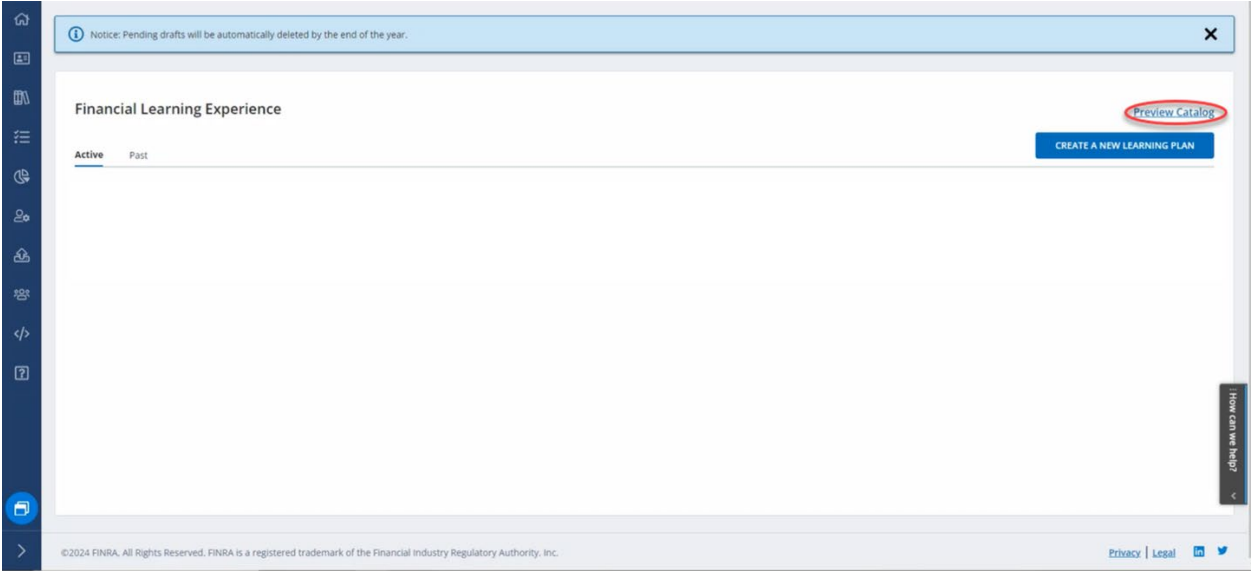 Notice: Pending drafts will be automatically deleted by the end of the year.
Financial Learning Experience
Preview Catalog
CREATE A NEW LEARNING PLAN
Active Past
How can we help?
©2024 FINRA. All Rights Reserved. FINRA is a registered trademark of the Financial Industry Regulatory Authority. Inc.
Privacy | Legal